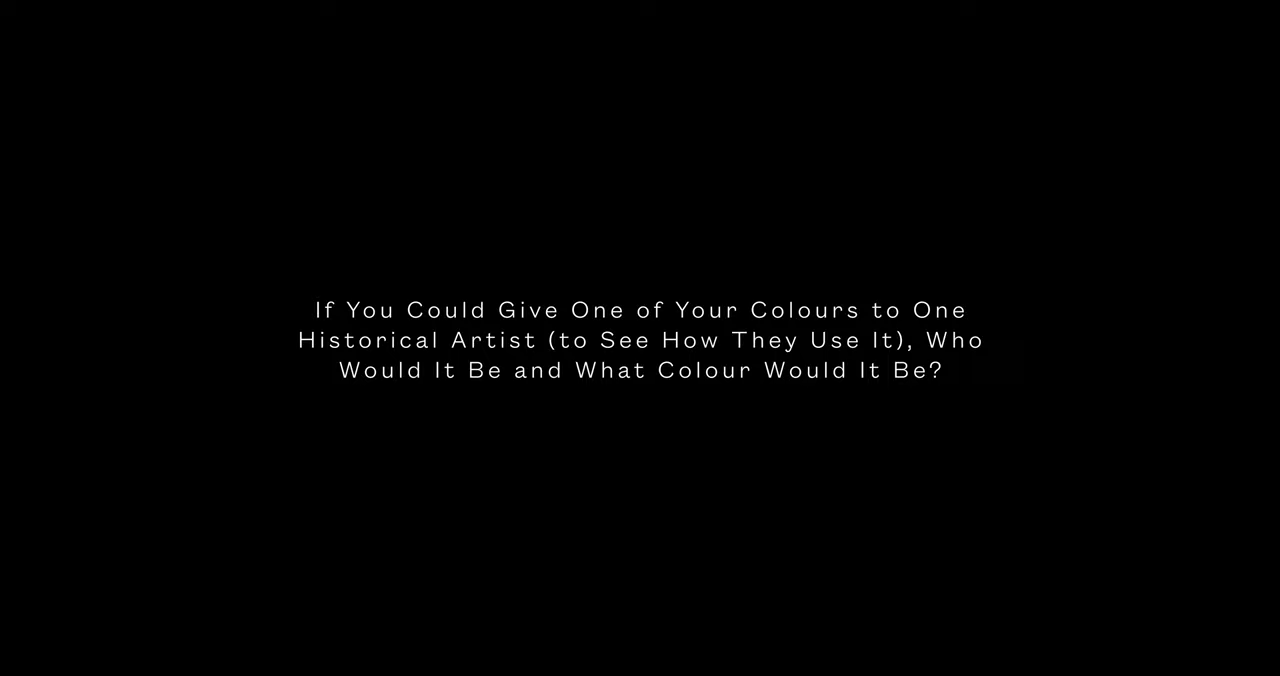 If You Could Give One of Your Colours to One
Historical Artist (to See How They Use It), Who
Would It Be and What Colour Would It Be?